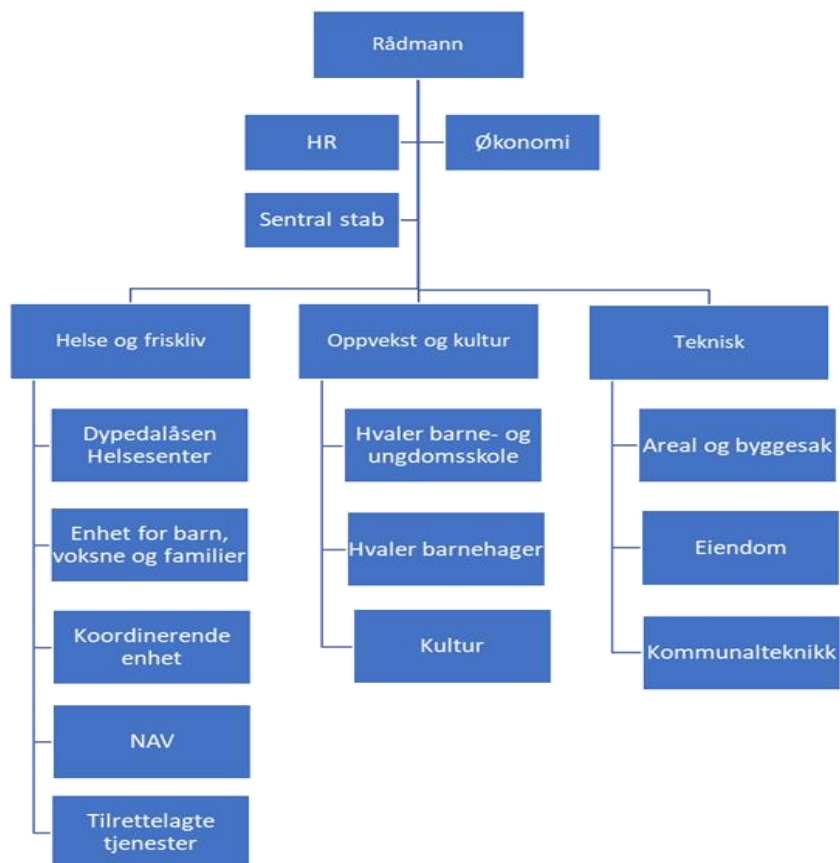 Rådmann
HR
Økonomi
Sentral stab
Helse og friskliv
Oppvekst og kultur
Teknisk
Dypedalåsen
Helsesenter
Enhet for barn,
voksne og familier
Koordinerende
enhet
NAV
Tilrettelagte
tjenester
Hvaler barne- og
ungdomsskole
Hvaler barnehager
Kultur
Areal og byggesak
Eiendom
Kommunalteknikk